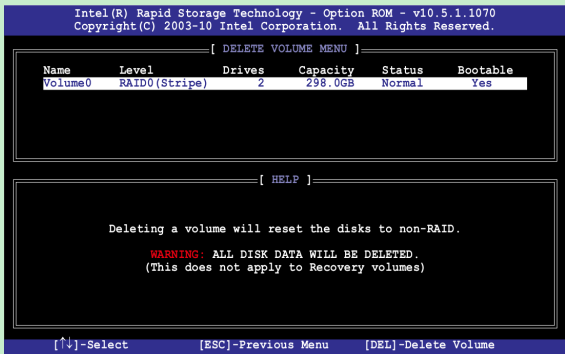 Intel(R) Rapid Storage Technology - Option ROM - v10.5.1.1070
Copyright(C) 2003-10 Intel Corporation.  All Rights Reserved.
[ DELETE VOLUME MENU ]
Name Level Drives Capacity Status Bootable
Volume0 RAID0(Stripe) 2 298.0GB Normal Yes
[ HELP ]
Deleting a volume will reset the disks to non-RAID.
WARNING: ALL DISK DATA WILL BE DELETED.
(This does not apply to Recovery volumes)
[↑↓]-Select [ESC]-Previous Menu [DEL]-Delete Volume